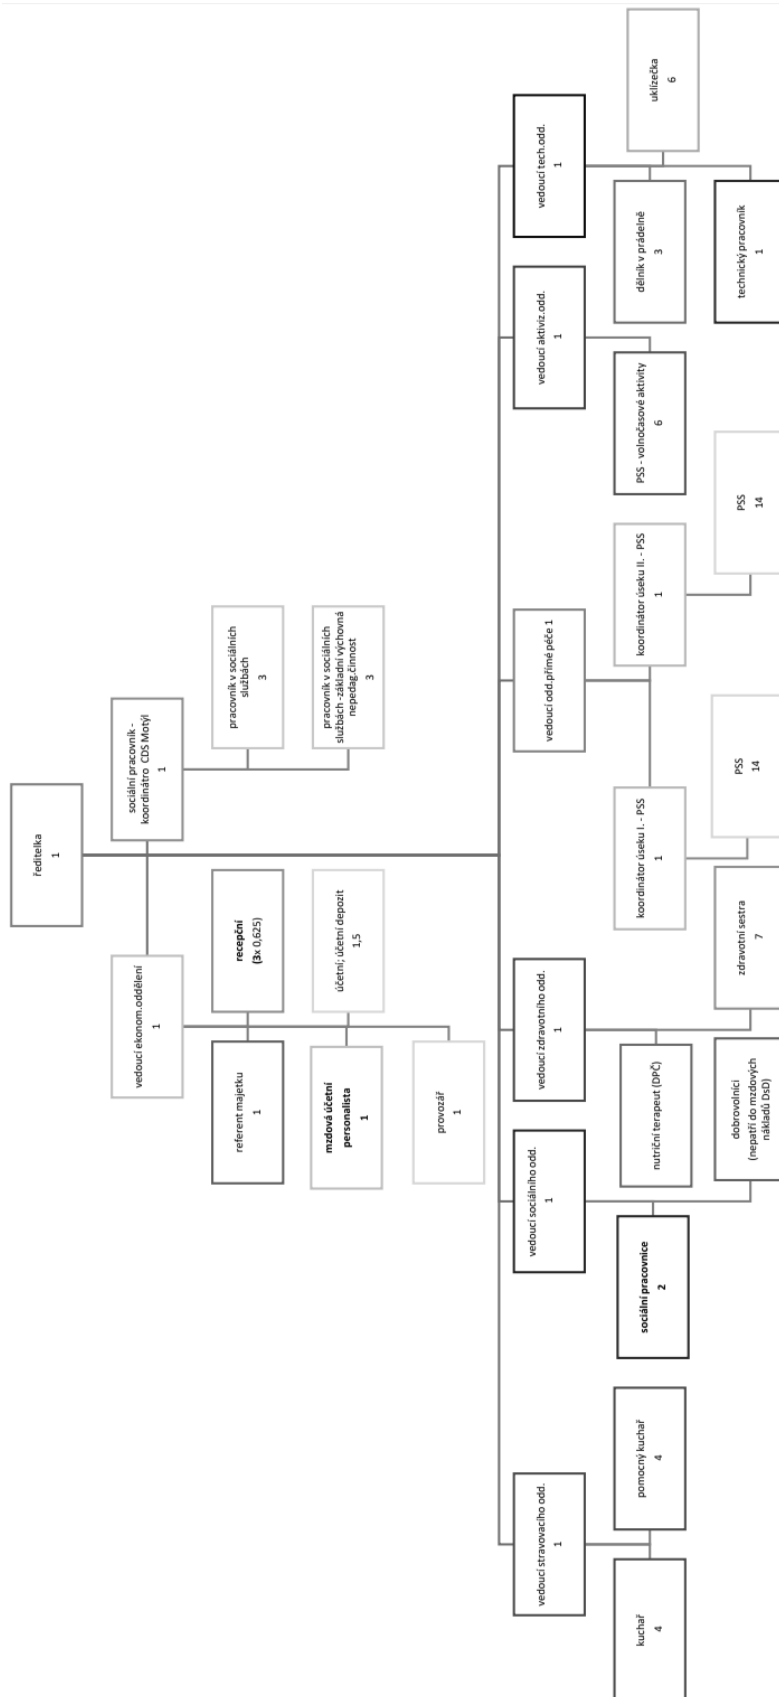 ředitelka
1
vedoucí ekonom.oddělení
1
sociální pracovník -
koordinátro CDS Motýl
1
referent majetku
1
recepční
(3x 0,625)
pracovník v sociálních
službách
3
mzdová účetní
personalista
1
účetní; účetní depozit
1,5
pracovník v sociálních
službách -základní výchovná
nepedag.činnost
3
provozář
1
vedoucí stravovacího odd.
1
vedoucí sociálního odd.
1
vedoucí zdravotního odd.
1
vedoucí odd.přímé péče 1
vedoucí aktiviz.odd.
1
vedoucí tech.odd.
1
kuchař
4
pomocný kuchař
4
sociální pracovnice
2
nutriční terapeut (DPČ)
koordinátor úseku I. - PSS
1
koordinátor úseku II. - PSS
1
PSS - volnočasové aktivity
6
dělník v prádelně
3
uklízečka
6
dobrovolníci
(nepatří do mzdových
nákladů DsD)
zdravotní sestra
7
PSS
14
PSS
14
technický pracovník
1